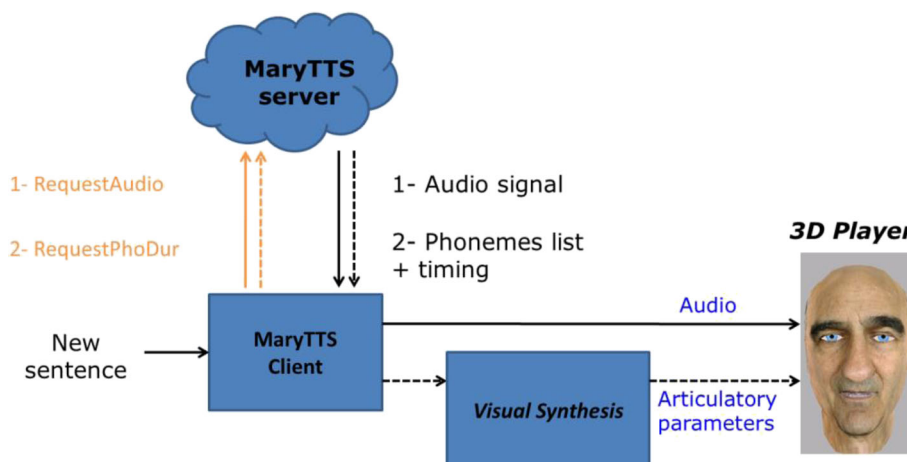 MaryTTS
server
1- RequestAudio
2- RequestPhoDur
1- Audio signal
2- Phonemes list
+ timing
3D Player
New
sentence
MaryTTS
Client
Audio
Visual Synthesis
Articulatory
parameters